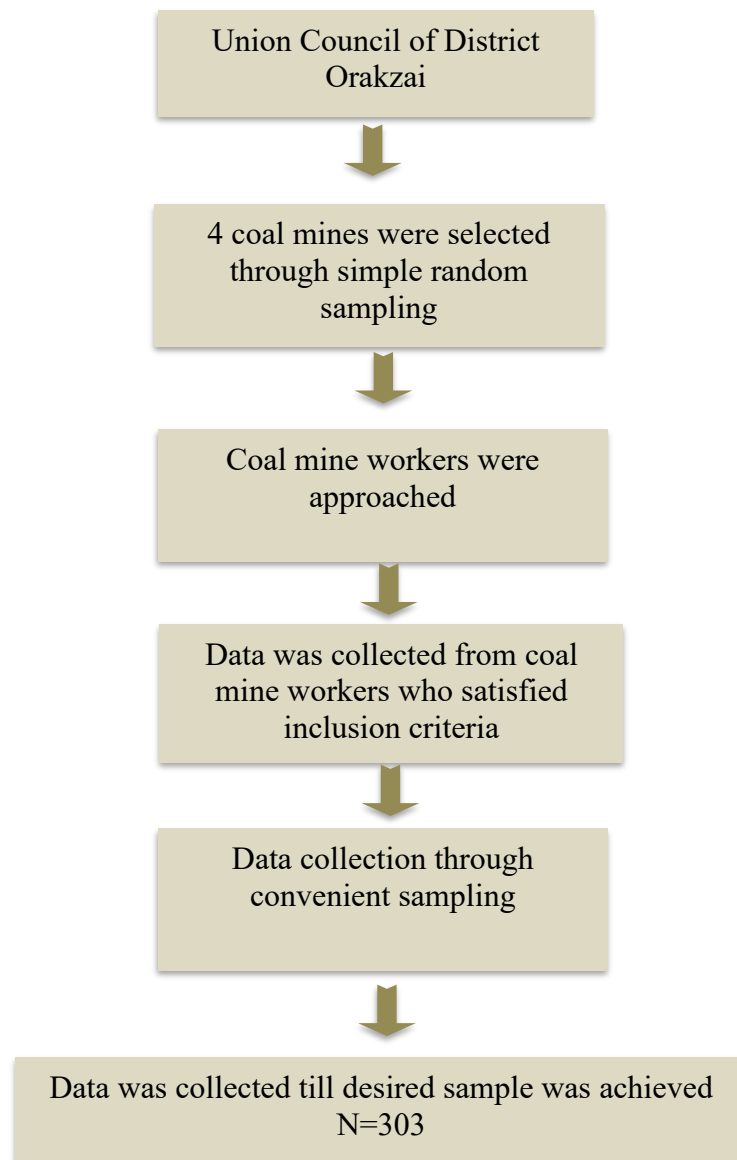 Union Council of District
Orakzai
4 coal mines were selected
through simple random
sampling
Coal mine workers were
approached
Data was collected from coal
mine workers who satisfied
inclusion criteria
Data collection through
convenient sampling
Data was collected till desired sample was achieved
N=303